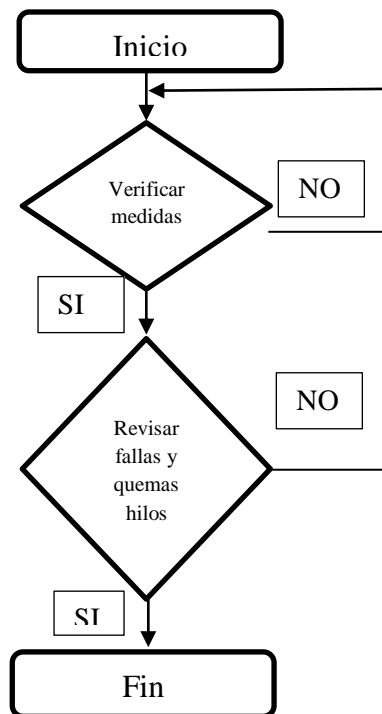 Inicio
Verificar
medidas
NO
SI
Revisar
fallas y
quemas
hilos
NO
SI
Fin